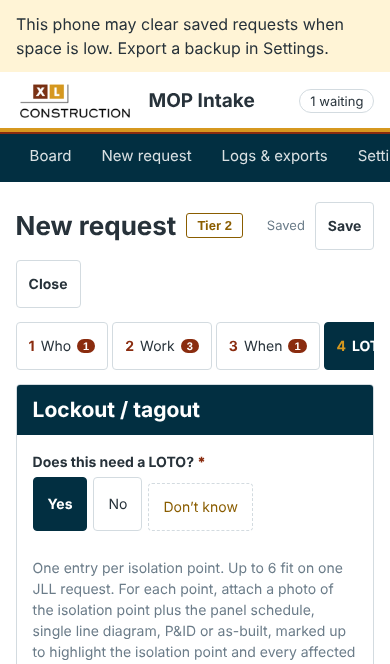 This phone may clear saved requests when
space is low. Export a backup in Settings.
XL
CONSTRUCTION
MOP Intake
1 waiting
Board New request Logs & exports Setti
New request
Tier 2
Saved
Save
Close
1 Who 1
2 Work 3
3 When 1
4 LOT
Lockout / tagout
Does this need a LOTO? *
Yes
No
Don’t know
One entry per isolation point. Up to 6 fit on one
JLL request. For each point, attach a photo of
the isolation point plus the panel schedule,
single line diagram, P&ID or as-built, marked up
to highlight the isolation point and every affected